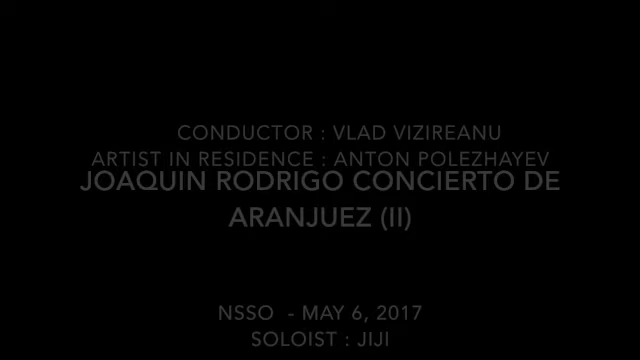 CONDUCTOR : VLAD VIZIREANU
ARTIST IN RESIDENCE : ANTON POLEZHAYEV
JOAQUIN RODRIGO CONCIERTO DE
ARANJUEZ (II)
NSSO - MAY 6, 2017
SOLOIST : JIJI